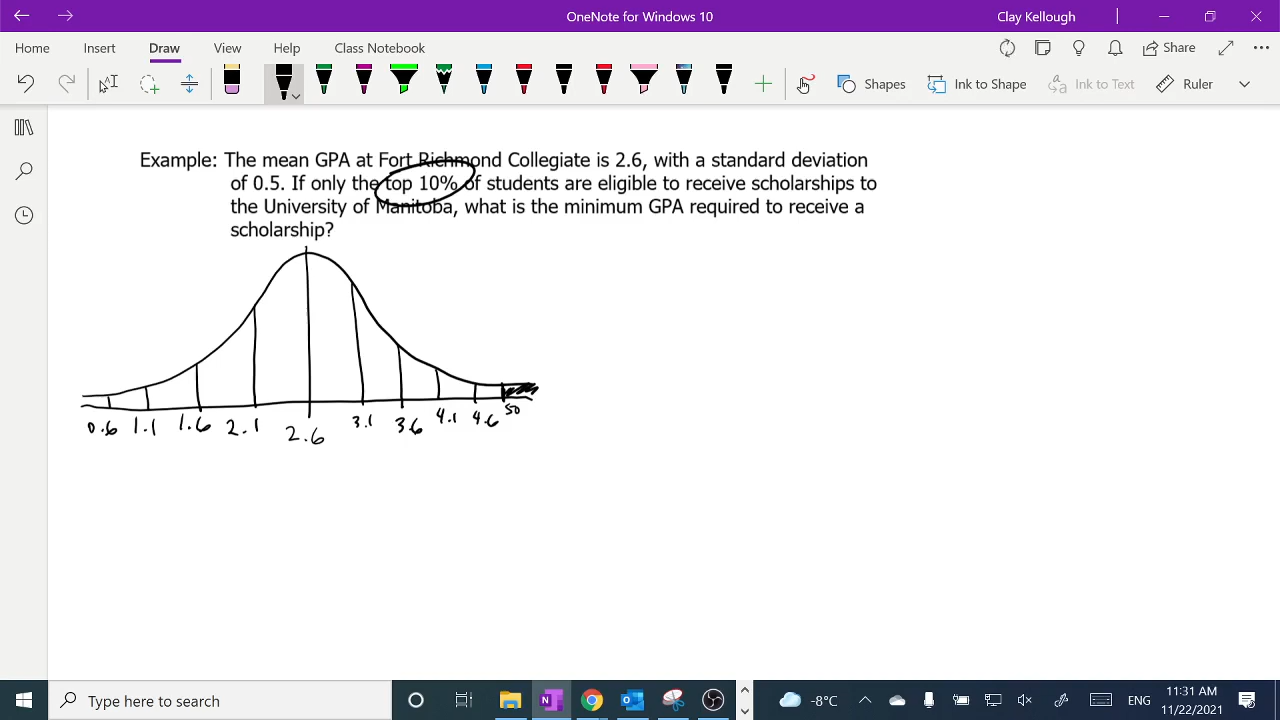 OneNote for Windows 10
Clay Kellough
Home Insert Draw View Help Class Notebook
Share
Shapes
Ink to Shape
Ink to Text
Ruler
Example: The mean GPA at Fort Richmond Collegiate is 2.6, with a standard deviation
of 0.5. If only the top 10% of students are eligible to receive scholarships to
the University of Manitoba, what is the minimum GPA required to receive a
scholarship?
0.6 1.1 1.6 2.1 2.6 3.1 3.6 4.1 4.6 50
Type here to search
-8°C
ENG
11:31 AM
11/22/2021